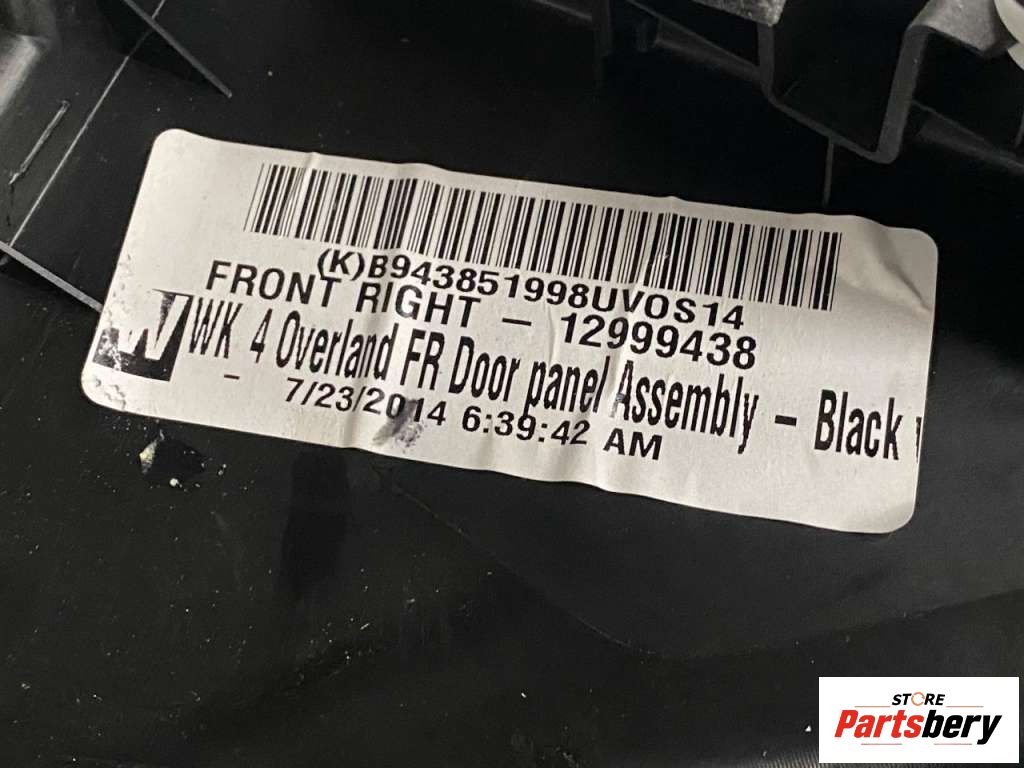 (K)B943851998UVOS14
FRONT RIGHT - 12999438
WK 4 Overland FR Door panel Assembly - Black
- 7/23/2014 6:39:42 AM
STORE
Partsbery